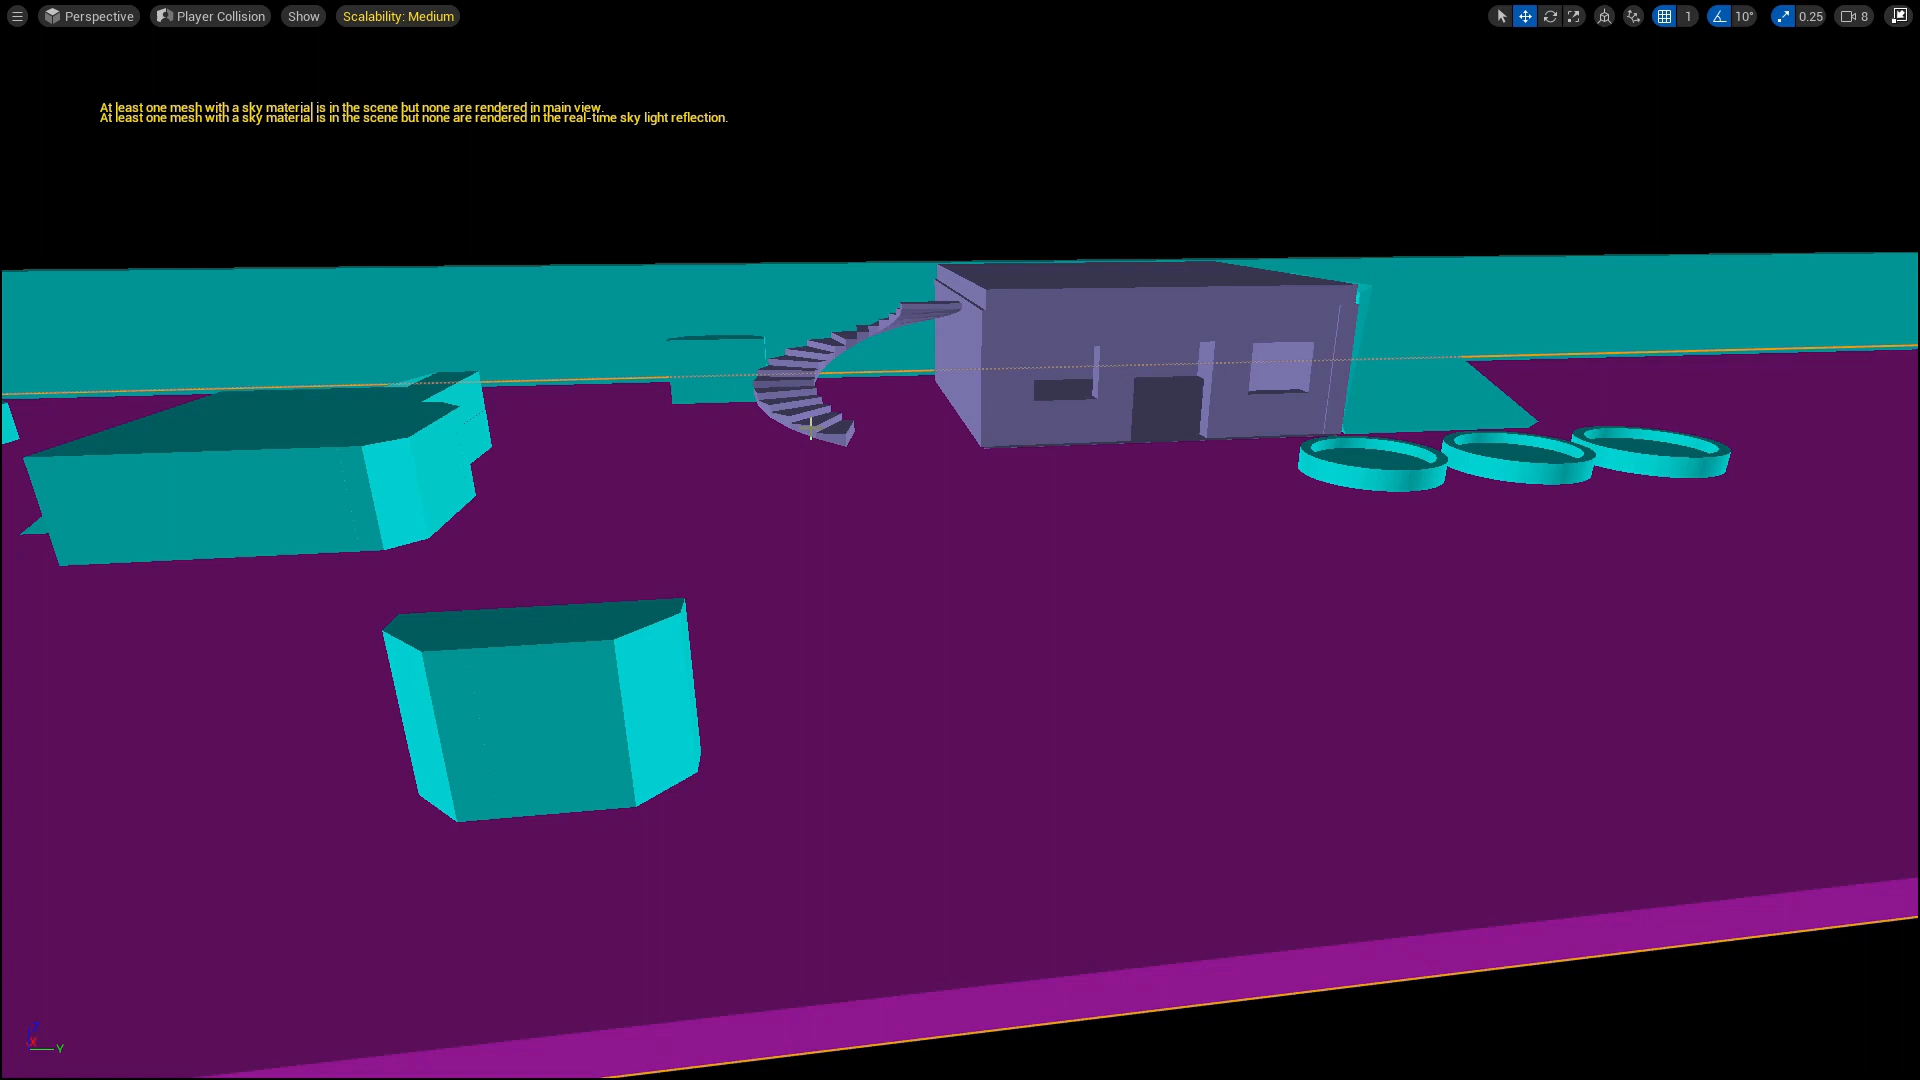 Perspective Player Collision Show Scalability: Medium 1 10° 0.25 8
At least one mesh with a sky material is in the scene but none are rendered in main view.
At least one mesh with a sky material is in the scene but none are rendered in the real-time sky light reflection.
Z
X
Y